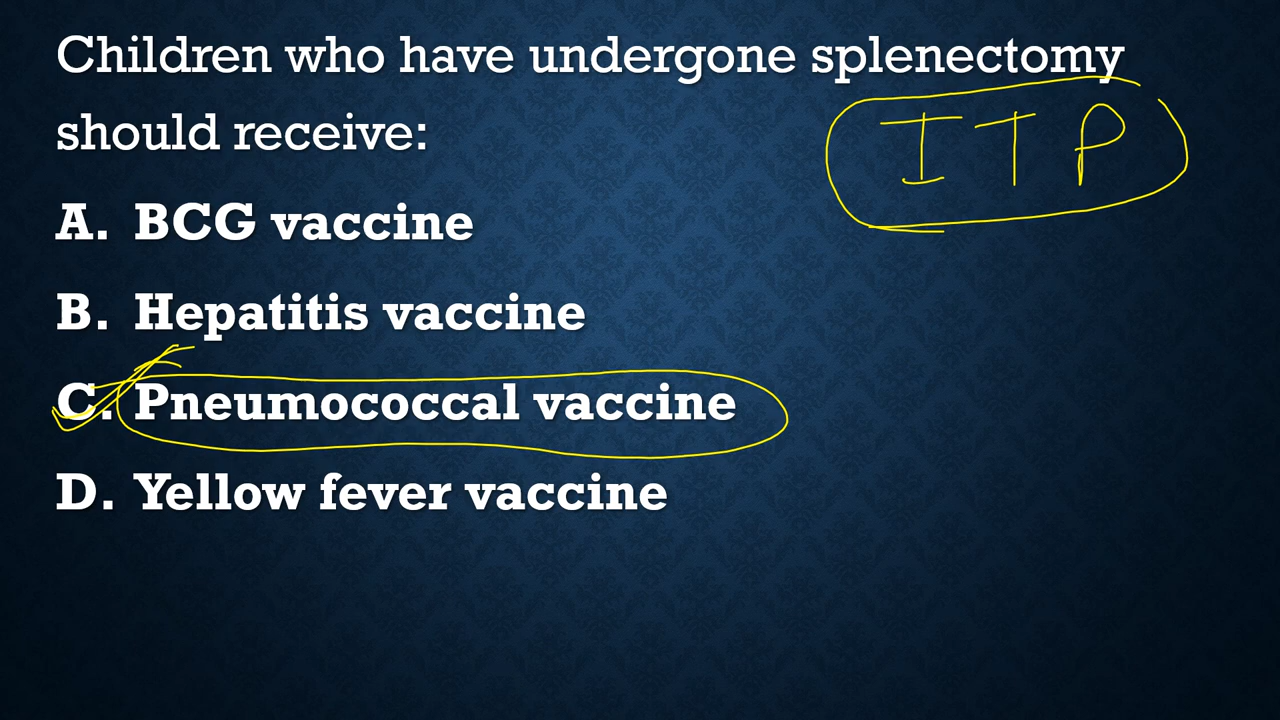 Children who have undergone splenectomy
should receive:
ITP
A. BCG vaccine
B. Hepatitis vaccine
C. Pneumococcal vaccine
D. Yellow fever vaccine